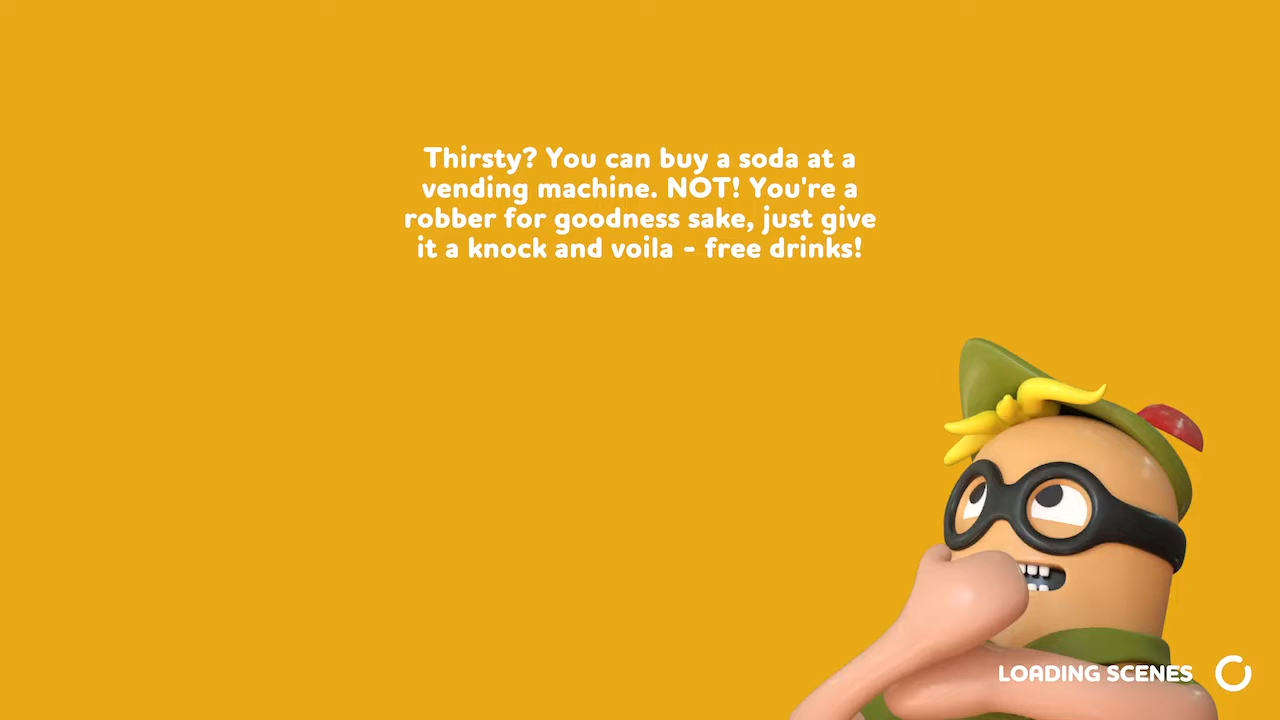 Thirsty? You can buy a soda at a
vending machine. NOT! You're a
robber for goodness sake, just give
it a knock and voila - free drinks!
LOADING SCENES